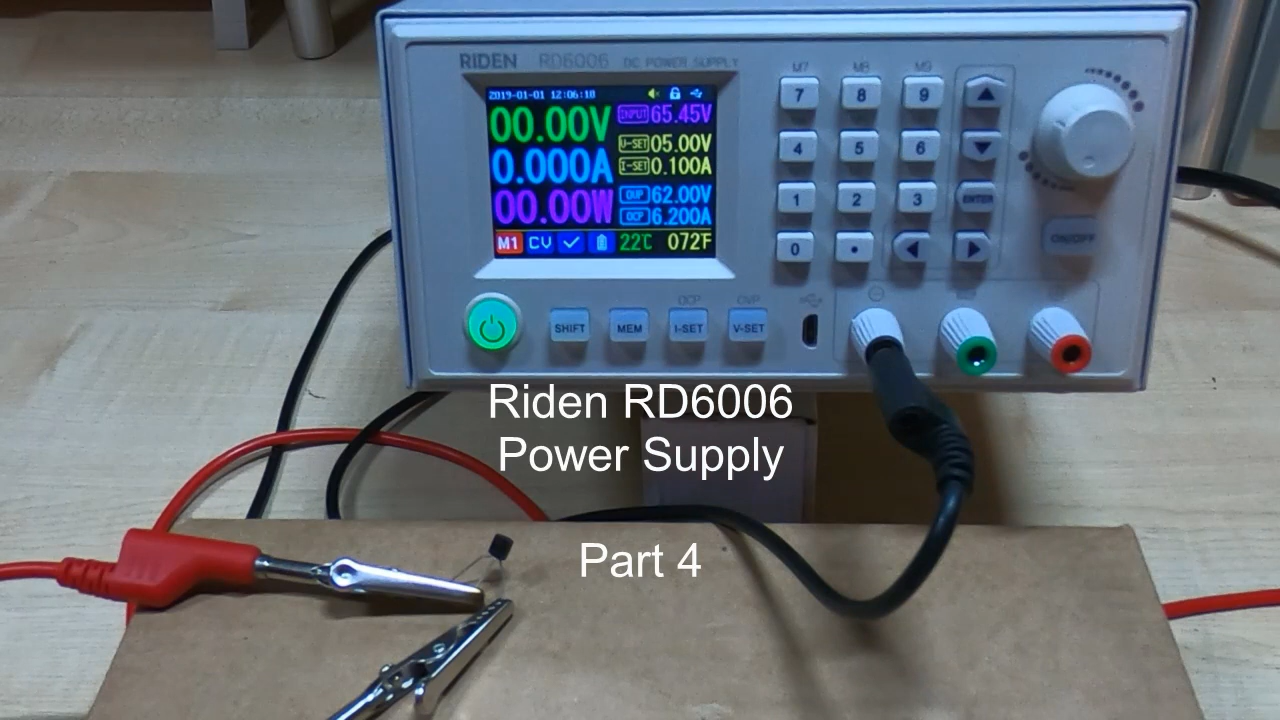 RIDEN RD6006 DC POWER SUPPLY
2019-01-01 12:06:18
00.00V
INPUT 65.45V
V-SET 05.00V
0.000A
I-SET 0.100A
OVP 62.00V
00.00W
OCP 6.200A
M1 CV 22℃ 072F
M7 M8 M9
7 8 9
4 5 6
1 2 3 ENTER
0 .
ON/OFF
OCP OVP
SHIFT MEM I-SET V-SET
Riden RD6006
Power Supply
Part 4